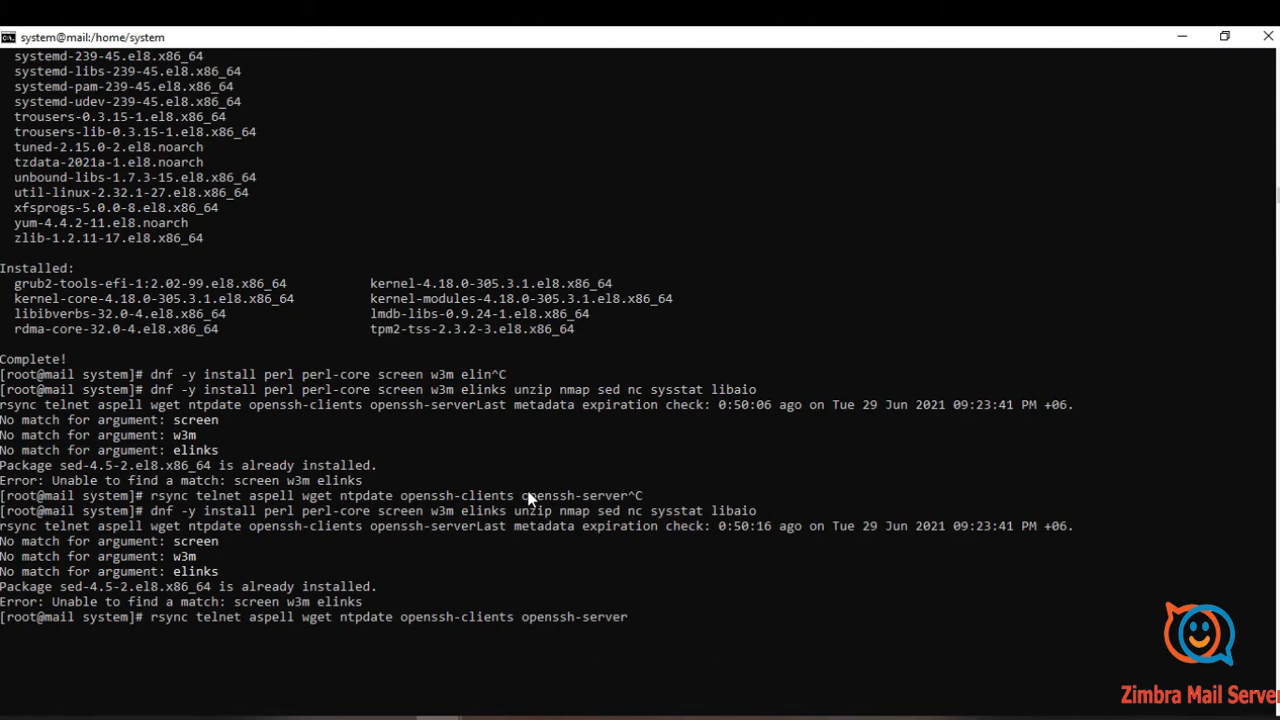 system@mail:/home/system
systemd-239-45.el8.x86_64
systemd-libs-239-45.el8.x86_64
systemd-pam-239-45.el8.x86_64
systemd-udev-239-45.el8.x86_64
trousers-0.3.15-1.el8.x86_64
trousers-lib-0.3.15-1.el8.x86_64
tuned-2.15.0-2.el8.noarch
tzdata-2021a-1.el8.noarch
unbound-libs-1.7.3-15.el8.x86_64
util-linux-2.32.1-27.el8.x86_64
xfsprogs-5.0.0-8.el8.x86_64
yum-4.4.2-11.el8.noarch
zlib-1.2.11-17.el8.x86_64
Installed:
grub2-tools-efi-1:2.02-99.el8.x86_64 kernel-4.18.0-305.3.1.el8.x86_64
kernel-core-4.18.0-305.3.1.el8.x86_64 kernel-modules-4.18.0-305.3.1.el8.x86_64
libibverbs-32.0-4.el8.x86_64 lmdb-libs-0.9.24-1.el8.x86_64
rdma-core-32.0-4.el8.x86_64 tpm2-tss-2.3.2-3.el8.x86_64
Complete!
[root@mail system]# dnf -y install perl perl-core screen w3m elin^C
[root@mail system]# dnf -y install perl perl-core screen w3m elinks unzip nmap sed nc sysstat libaio
rsync telnet aspell wget ntpdate openssh-clients openssh-serverLast metadata expiration check: 0:50:06 ago on Tue 29 Jun 2021 09:23:41 PM +06.
No match for argument: screen
No match for argument: w3m
No match for argument: elinks
Package sed-4.5-2.el8.x86_64 is already installed.
Error: Unable to find a match: screen w3m elinks
[root@mail system]# rsync telnet aspell wget ntpdate openssh-clients openssh-server^C
[root@mail system]# dnf -y install perl perl-core screen w3m elinks unzip nmap sed nc sysstat libaio
rsync telnet aspell wget ntpdate openssh-clients openssh-serverLast metadata expiration check: 0:50:16 ago on Tue 29 Jun 2021 09:23:41 PM +06.
No match for argument: screen
No match for argument: w3m
No match for argument: elinks
Package sed-4.5-2.el8.x86_64 is already installed.
Error: Unable to find a match: screen w3m elinks
[root@mail system]# rsync telnet aspell wget ntpdate openssh-clients openssh-server
Zimbra Mail Serve